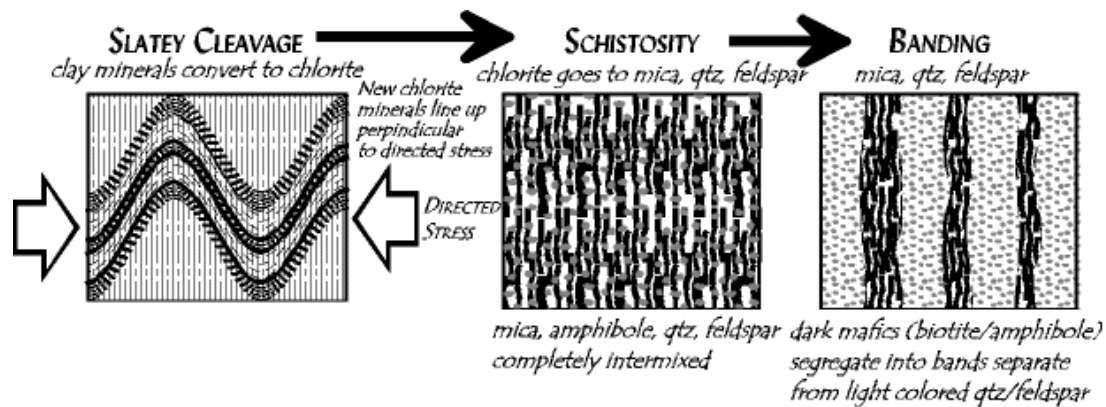 SLATEY CLEAVAGE
clay minerals convert to chlorite
New chlorite
minerals line up
perpindicular
to directed stress
DIRECTED
STRESS
SCHISTOSITY
chlorite goes to mica, qtz, feldspar
mica, amphibole, qtz, feldspar
completely intermixed
BANDING
mica, qtz, feldspar
dark mafics (biotite/amphibole)
segregate into bands separate
from light colored qtz/feldspar